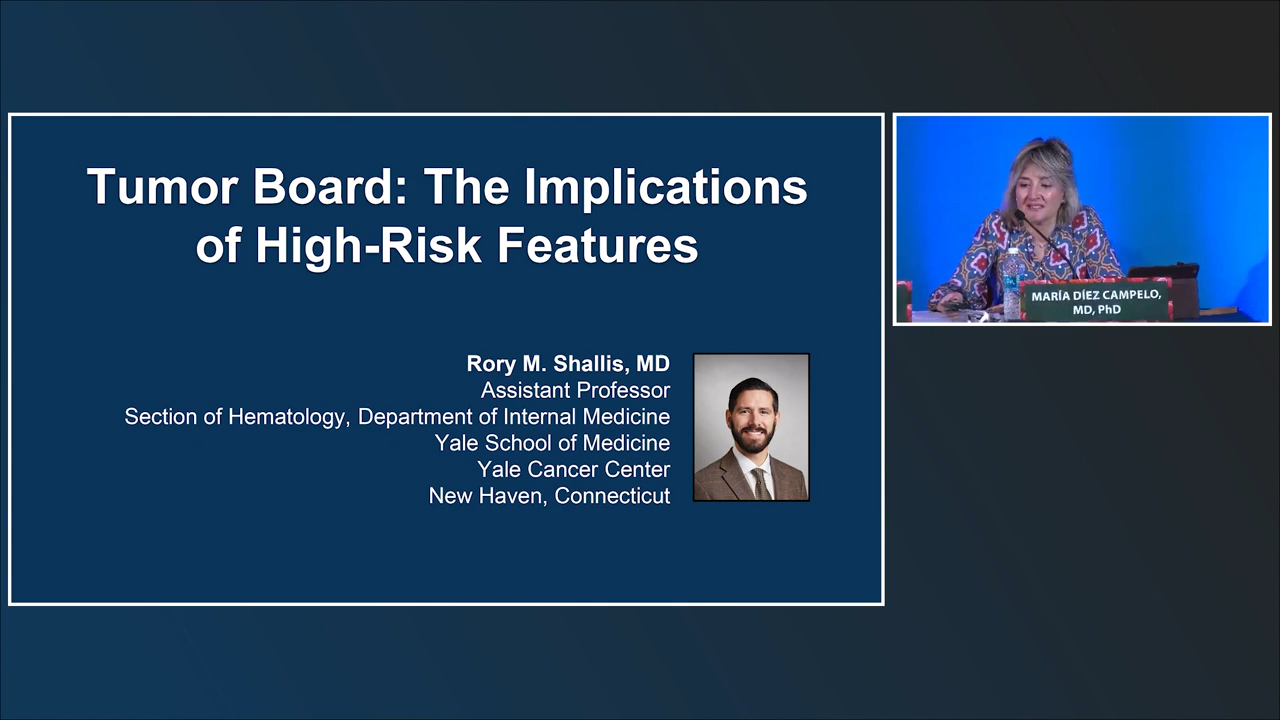 Tumor Board: The Implications
of High-Risk Features
Rory M. Shallis, MD
Assistant Professor
Section of Hematology, Department of Internal Medicine
Yale School of Medicine
Yale Cancer Center
New Haven, Connecticut
MARÍA DÍEZ CAMPELO,
MD, PhD